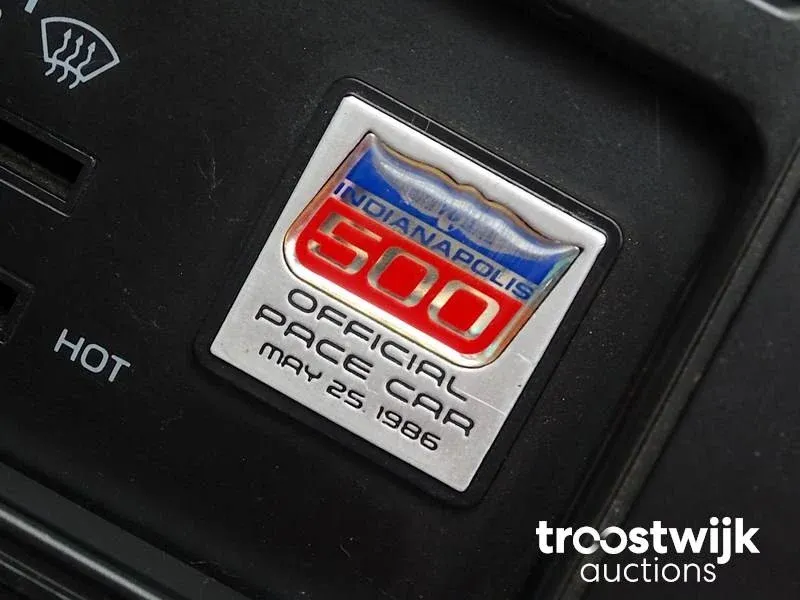 INDIANAPOLIS
500
OFFICIAL
PACE CAR
MAY 25, 1986
HOT
troostwijk
auctions